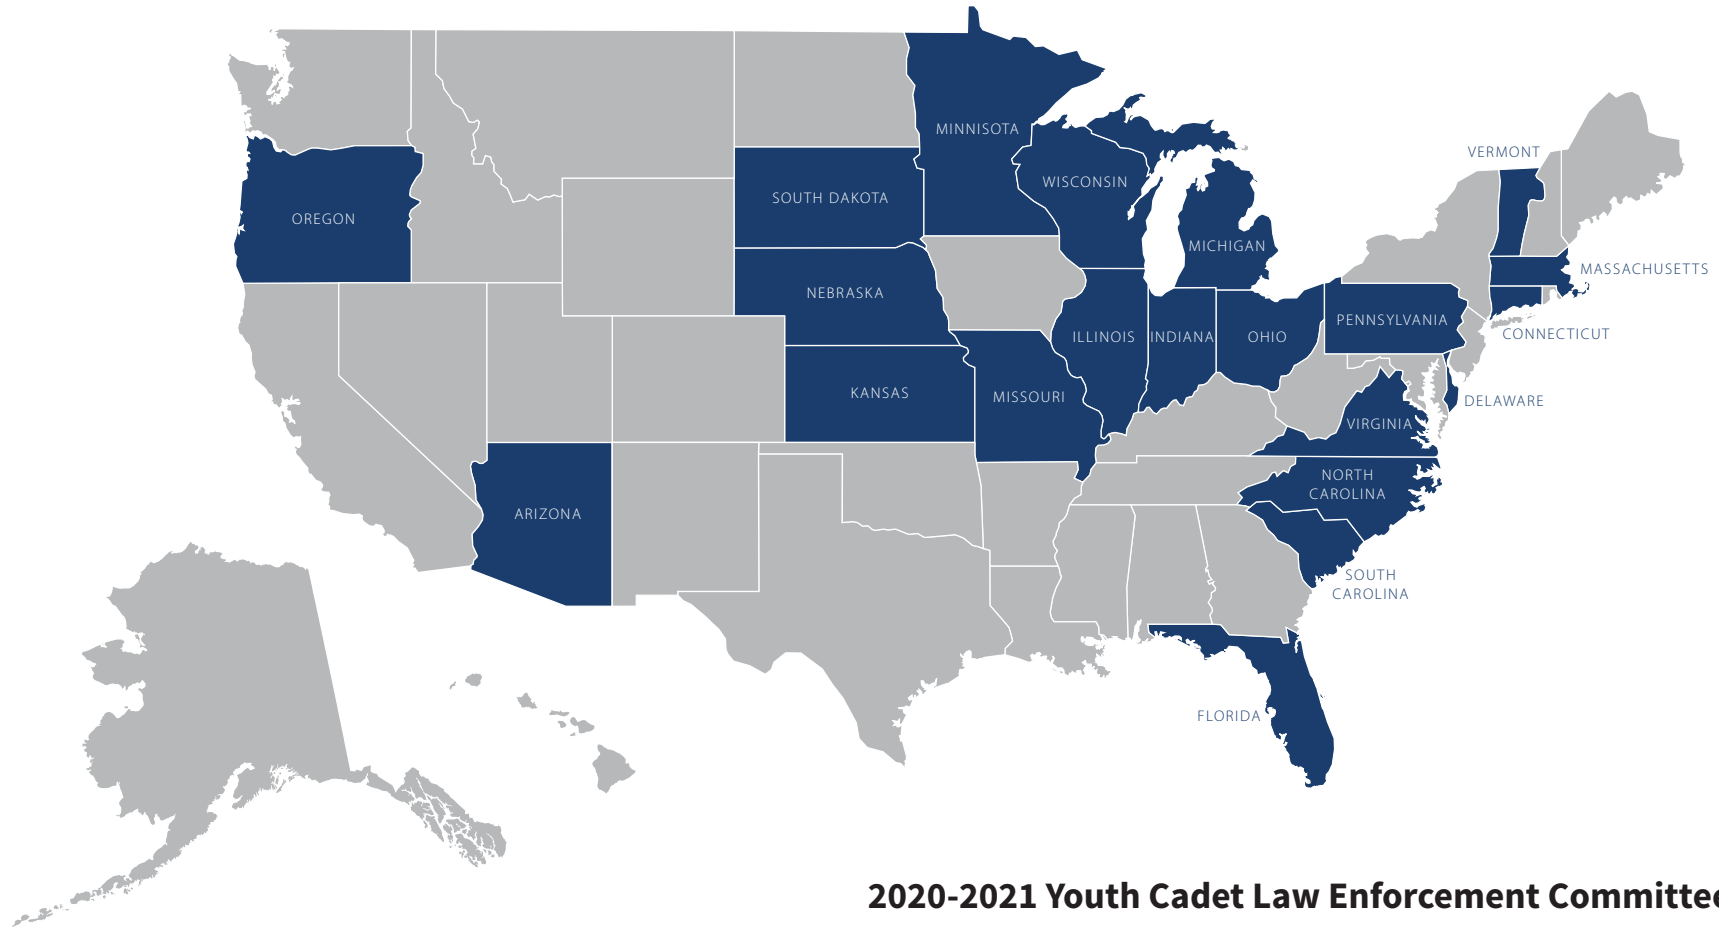 MINNISOTA
VERMONT
WISCONSIN
SOUTH DAKOTA
OREGON
MICHIGAN
MASSACHUSETTS
NEBRASKA
PENNSYLVANIA
CONNECTICUT
ILLINOIS
INDIANA
OHIO
KANSAS
MISSOURI
DELAWARE
VIRGINIA
NORTH
CAROLINA
ARIZONA
SOUTH
CAROLINA
FLORIDA
2020-2021 Youth Cadet Law Enforcement Committee